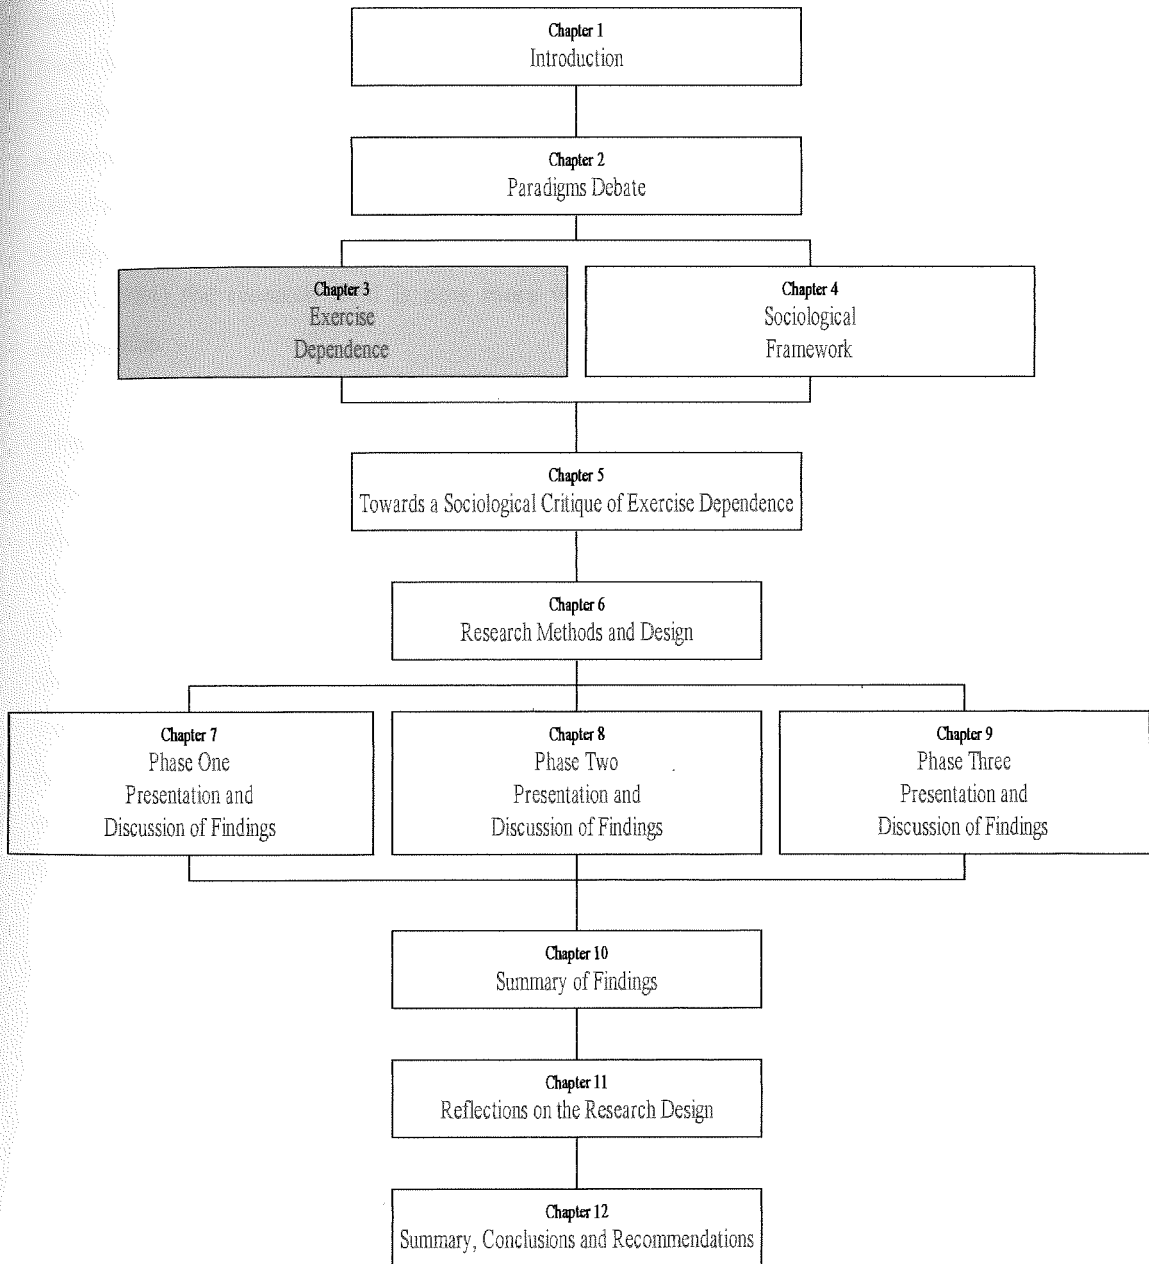 Chapter 1
Introduction
Chapter 2
Paradigms Debate
Chapter 3
Exercise
Dependence
Chapter 4
Sociological
Framework
Chapter 5
Towards a Sociological Critique of Exercise Dependence
Chapter 6
Research Methods and Design
Chapter 7
Phase One
Presentation and
Discussion of Findings
Chapter 8
Phase Two
Presentation and
Discussion of Findings
Chapter 9
Phase Three
Presentation and
Discussion of Findings
Chapter 10
Summary of Findings
Chapter 11
Reflections on the Research Design
Chapter 12
Summary, Conclusions and Recommendations